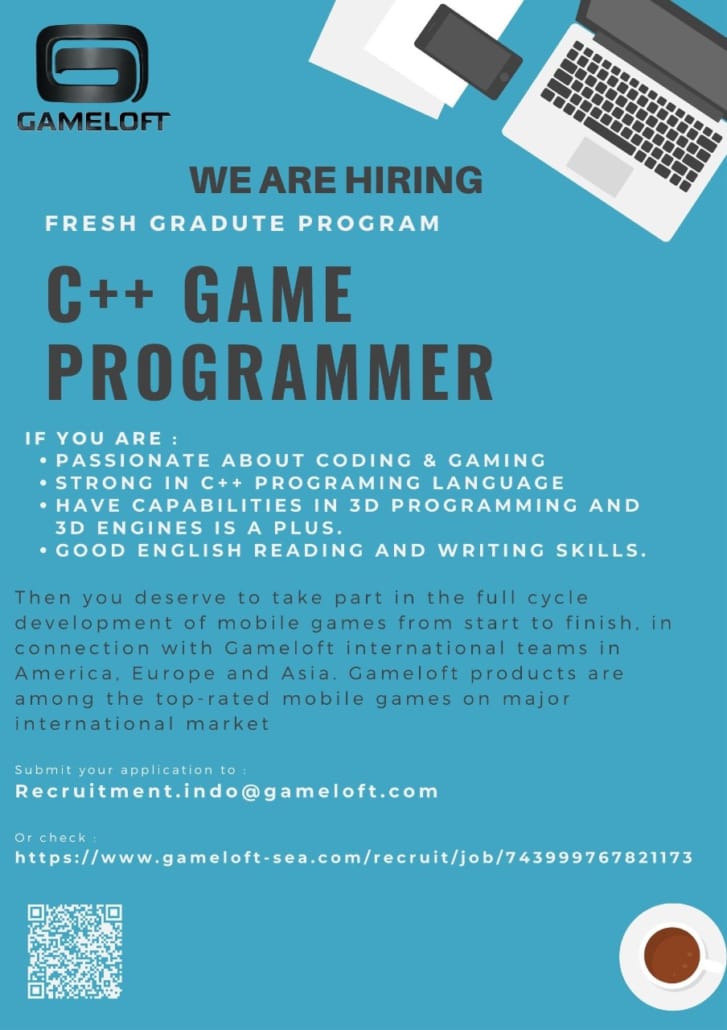 GAMELOFT
WE ARE HIRING
FRESH GRADUTE PROGRAM
C++ GAME
PROGRAMMER
IF YOU ARE :
• PASSIONATE ABOUT CODING & GAMING
• STRONG IN C++ PROGRAMING LANGUAGE
• HAVE CAPABILITIES IN 3D PROGRAMMING AND
3D ENGINES IS A PLUS.
• GOOD ENGLISH READING AND WRITING SKILLS.
Then you deserve to take part in the full cycle
development of mobile games from start to finish, in
connection with Gameloft international teams in
America, Europe and Asia. Gameloft products are
among the top-rated mobile games on major
international market
Submit your application to :
Recruitment.indo@gameloft.com
Or check :
https://www.gameloft-sea.com/recruit/job/743999767821173